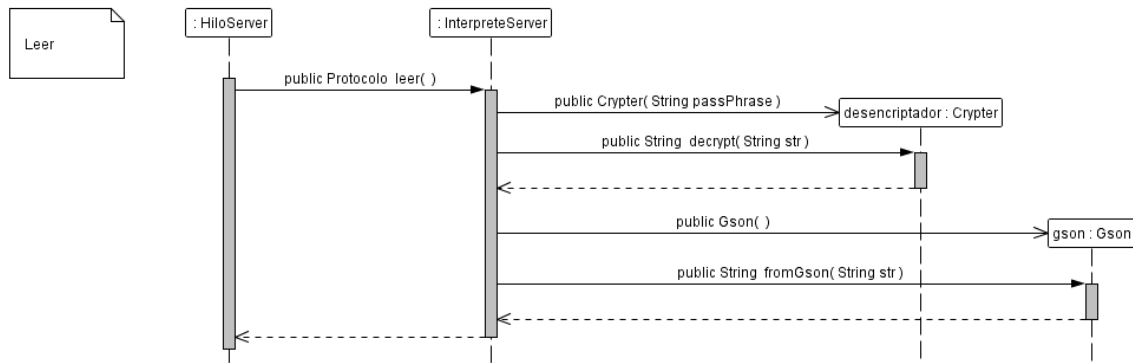 Leer
: HiloServer
: InterpreteServer
public Protocolo leer( )
public Crypter( String passPhrase )
desencriptador : Crypter
public String decrypt( String str )
public Gson( )
gson : Gson
public String fromGson( String str )